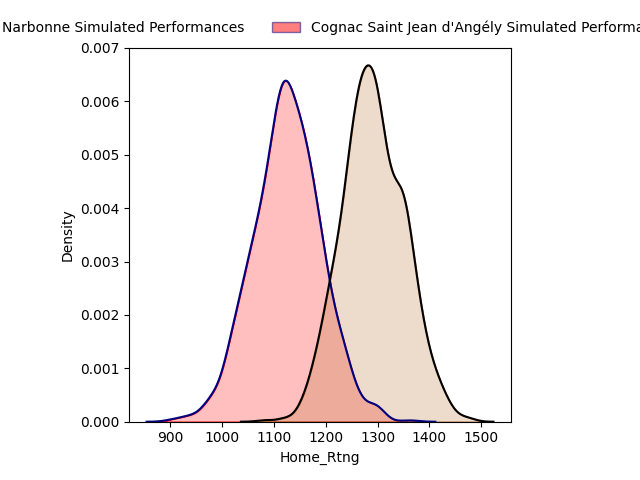 Narbonne Simulated Performances
Cognac Saint Jean d'Angély Simulated Performa
0.007
0.006
0.005
0.004
0.003
0.002
0.001
0.000
Density
900 1000 1100 1200 1300 1400 1500
Home_Rtng